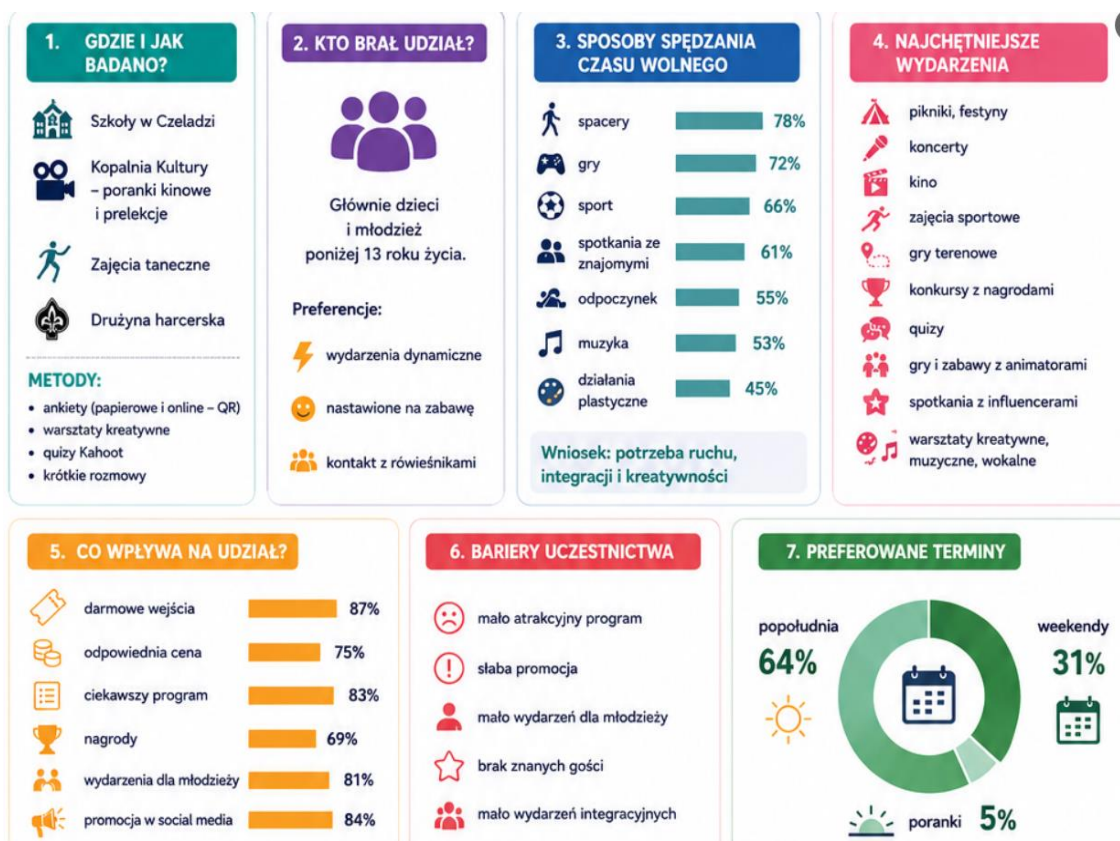 1. GDZIE I JAK
BADANO?
Szkoły w Czeladzi
Kopalnia Kultury
– poranki kinowe
i prelekcje
Zajęcia taneczne
Drużyna harcerska
METODY:
• ankiety (papierowe i online – QR)
• warsztaty kreatywne
• quizy Kahoot
• krótkie rozmowy
2. KTO BRAŁ UDZIAŁ?
Głównie dzieci
i młodzież
poniżej 13 roku życia.
Preferencje:
wydarzenia dynamiczne
nastawione na zabawę
kontakt z rówieśnikami
3. SPOSOBY SPĘDZANIA
CZASU WOLNEGO
spacery 78%
gry 72%
sport 66%
spotkania ze
znajomymi 61%
odpoczynek 55%
muzyka 53%
działania
plastyczne 45%
Wniosek: potrzeba ruchu,
integracji i kreatywności
4. NAJCHĘTNIEJSZE
WYDARZENIA
pikniki, festyny
koncerty
kino
zajęcia sportowe
gry terenowe
konkursy z nagrodami
quizy
gry i zabawy z animatorami
spotkania z influencerami
warsztaty kreatywne,
muzyczne, wokalne
5. CO WPŁYWA NA UDZIAŁ?
darmowe wejścia 87%
odpowiednia cena 75%
ciekawszy program 83%
nagrody 69%
wydarzenia dla młodzieży 81%
promocja w social media 84%
6. BARIERY UCZESTNICTWA
mało atrakcyjny program
słaba promocja
mało wydarzeń dla młodzieży
brak znanych gości
mało wydarzeń integracyjnych
7. PREFEROWANE TERMINY
popołudnia
64%
weekendy
31%
poranki 5%